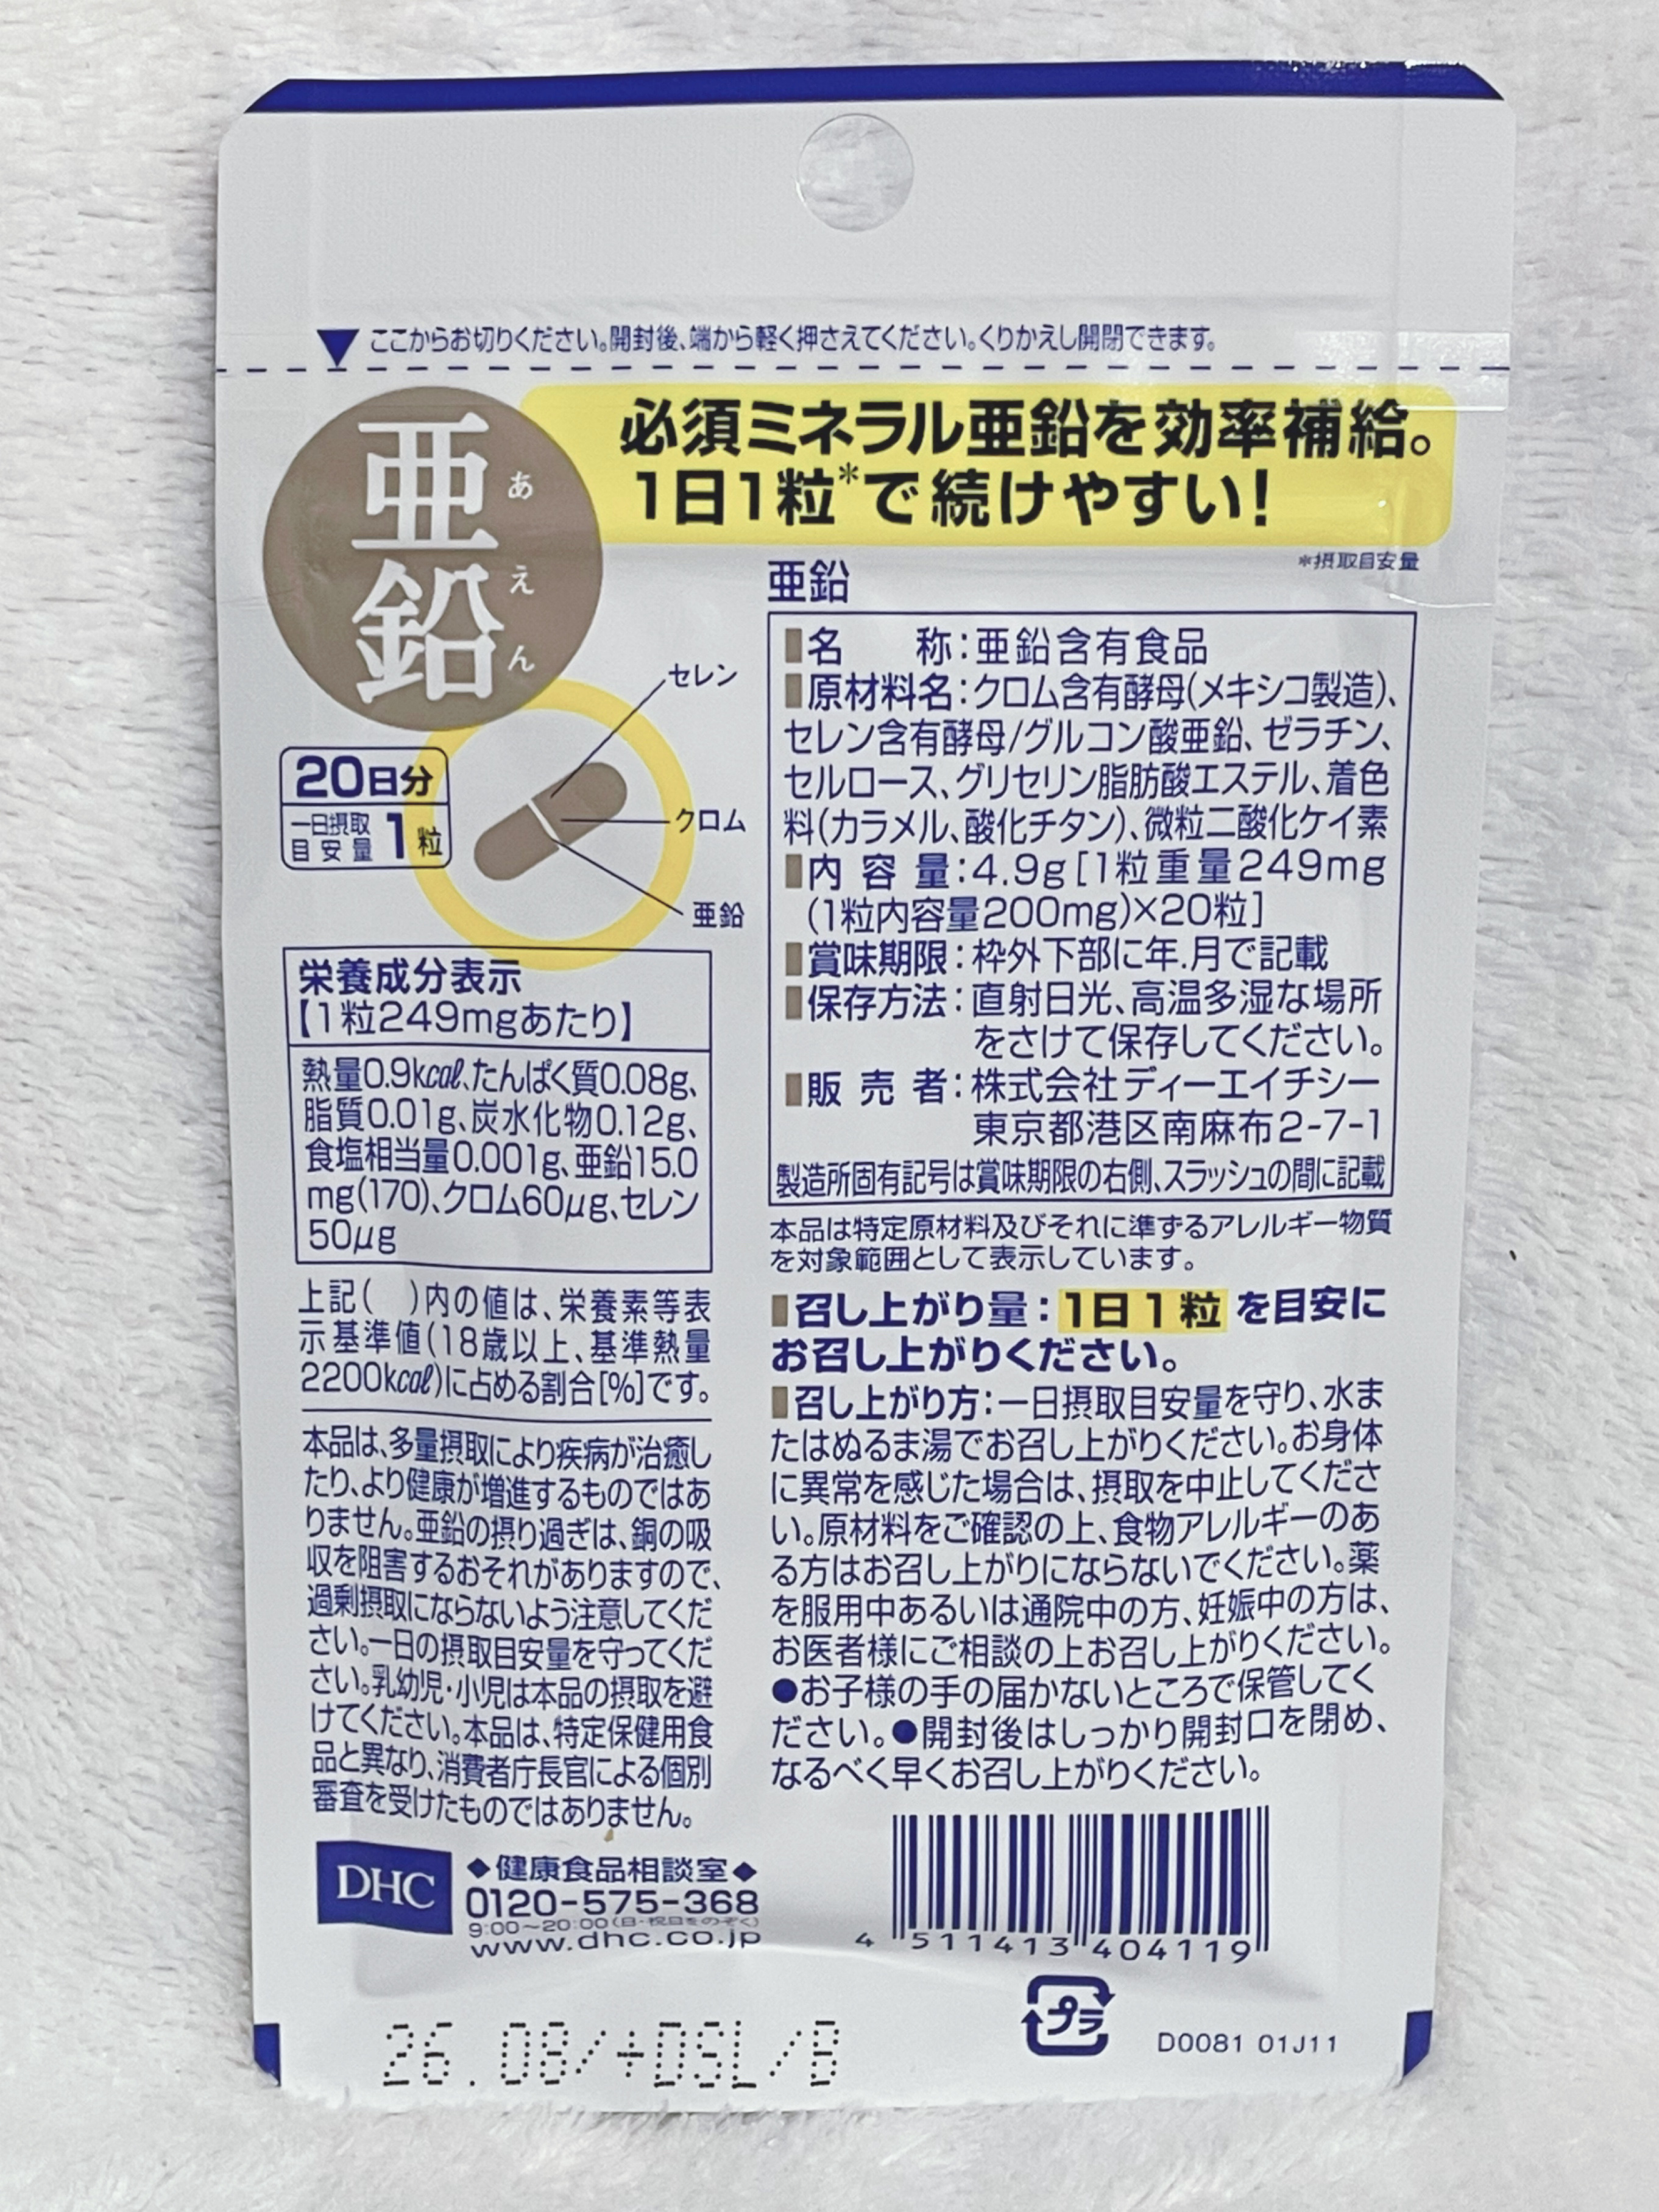 ここからお切りください。開封後、端から軽く押さえてください。くりかえし開閉できます。
亜鉛
あえん
必須ミネラル亜鉛を効率補給。
1日1粒*で続けやすい!
*摂取目安量
セレン
クロム
亜鉛
20日分
一日摂取
目安量 1粒
栄養成分表示
【1粒249mgあたり】
熱量0.9kcal、たんぱく質0.08g、
脂質0.01g、炭水化物0.12g、
食塩相当量0.001g、亜鉛15.0
mg(170)、クロム60μg、セレン
50μg
上記( )内の値は、栄養素等表
示基準値(18歳以上、基準熱量
2200kcal)に占める割合[%]です。
本品は、多量摂取により疾病が治癒し
たり、より健康が増進するものではあ
りません。亜鉛の摂り過ぎは、銅の吸
収を阻害するおそれがありますので、
過剰摂取にならないよう注意してくだ
さい。一日の摂取目安量を守ってくだ
さい。乳幼児・小児は本品の摂取を避
けてください。本品は、特定保健用食
品と異なり、消費者庁長官による個別
審査を受けたものではありません。
亜鉛
名 称:亜鉛含有食品
原材料名:クロム含有酵母(メキシコ製造)、
セレン含有酵母/グルコン酸亜鉛、ゼラチン、
セルロース、グリセリン脂肪酸エステル、着色
料(カラメル、酸化チタン)、微粒二酸化ケイ素
内 容 量:4.9g[1粒重量249mg
(1粒内容量200mg)×20粒]
賞味期限:枠外下部に年.月で記載
保存方法:直射日光、高温多湿な場所
をさけて保存してください。
販 売 者:株式会社ディーエイチシー
東京都港区南麻布2-7-1
製造所固有記号は賞味期限の右側、スラッシュの間に記載
本品は特定原材料及びそれに準ずるアレルギー物質
を対象範囲として表示しています。
召し上がり量:1日1粒を目安に
お召し上がりください。
召し上がり方:一日摂取目安量を守り、水ま
たはぬるま湯でお召し上がりください。お身体
に異常を感じた場合は、摂取を中止してくださ
い。原材料をご確認の上、食物アレルギーのあ
る方はお召し上がりにならないでください。薬
を服用中あるいは通院中の方、妊娠中の方は、
お医者様にご相談の上お召し上がりください。
●お子様の手の届かないところで保管してく
ださい。●開封後はしっかり開封口を閉め、
なるべく早くお召し上がりください。
DHC
◆健康食品相談室◆
0120-575-368
9:00～20:00(日・祝日をのぞく)
www.dhc.co.jp
4 511413 404119
プラ
D0081 01J11
26.08/+DSL/B